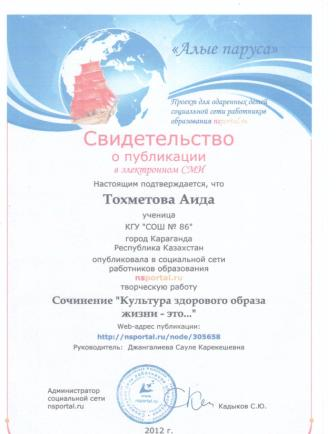 «Алые паруса»
Проект для одаренных детей
социальной сети работников
образования nsportal.ru
Свидетельство
о публикации
в электронном СМИ
Настоящим подтверждается, что
Тохметова Аида
ученица
КГУ "СОШ № 86"
город Караганда
Республика Казахстан
опубликовала в социальной сети
работников образования
nsportal.ru
творческую работу
Сочинение "Культура здорового образа
жизни - это..."
Web-адрес публикации:
http://nsportal.ru/node/305658
Руководитель: Джангалиева Сауле Карекешевна
Администратор
социальной сети
nsportal.ru
Кадыков С.Ю.
2012 г.